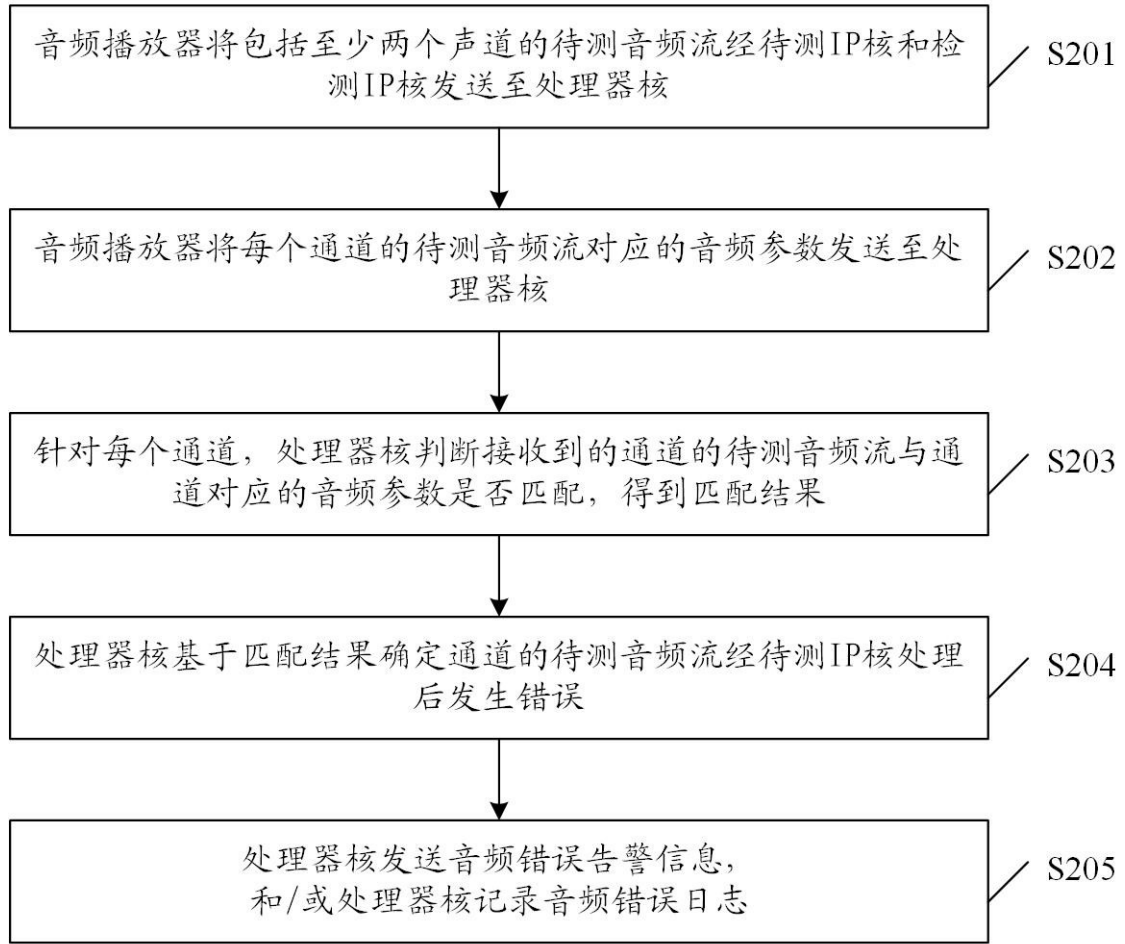 音频播放器将包括至少两个声道的待测音频流经待测IP核和检
测IP核发送至处理器核
S201
音频播放器将每个通道的待测音频流对应的音频参数发送至处
理器核
S202
针对每个通道，处理器核判断接收到的通道的待测音频流与通
道对应的音频参数是否匹配，得到匹配结果
S203
处理器核基于匹配结果确定通道的待测音频流经待测IP核处理
后发生错误
S204
处理器核发送音频错误告警信息，
和/或处理器核记录音频错误日志
S205